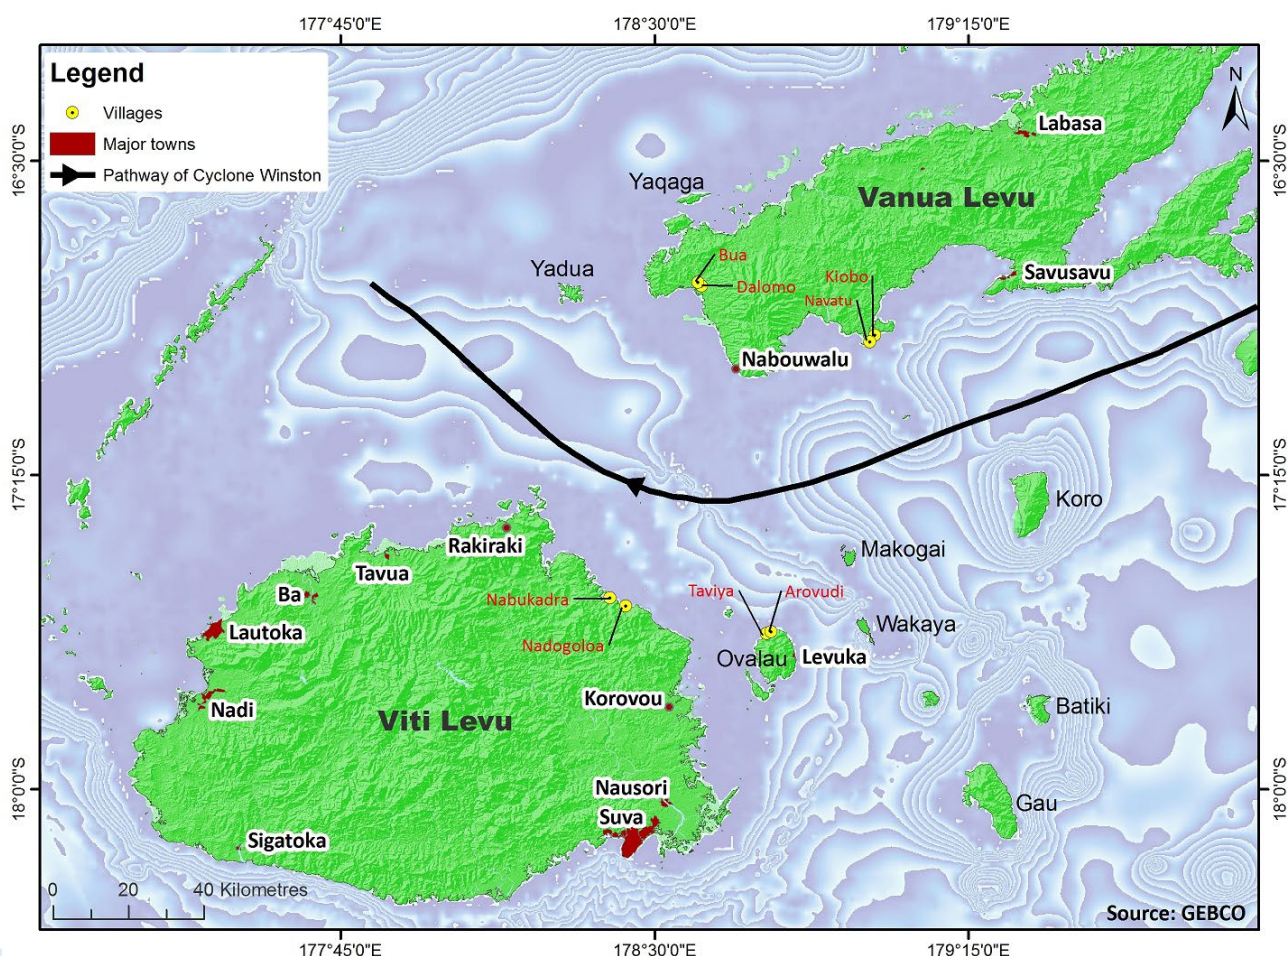 177°45'0"E
178°30'0"E
179°15'0"E
Legend
Villages
Major towns
Pathway of Cyclone Winston
N
16°30'0"S
16°30'0"S
Labasa
Yaqaga
Vanua Levu
Bua
Yadua
Dalomo
Kiobo
Navatu
Savusavu
Nabouwalu
17°15'0"S
17°15'0"S
Koro
Rakiraki
Makogai
Tavua
Ba
Nabukadra
Taviya
Arovudi
Lautoka
Wakaya
Nadogoloa
Ovalau
Levuka
Nadi
Korovou
Batiki
Viti Levu
18°0'0"S
18°0'0"S
Nausori
Gau
Suva
Sigatoka
0 20 40 Kilometres
Source: GEBCO
177°45'0"E
178°30'0"E
179°15'0"E